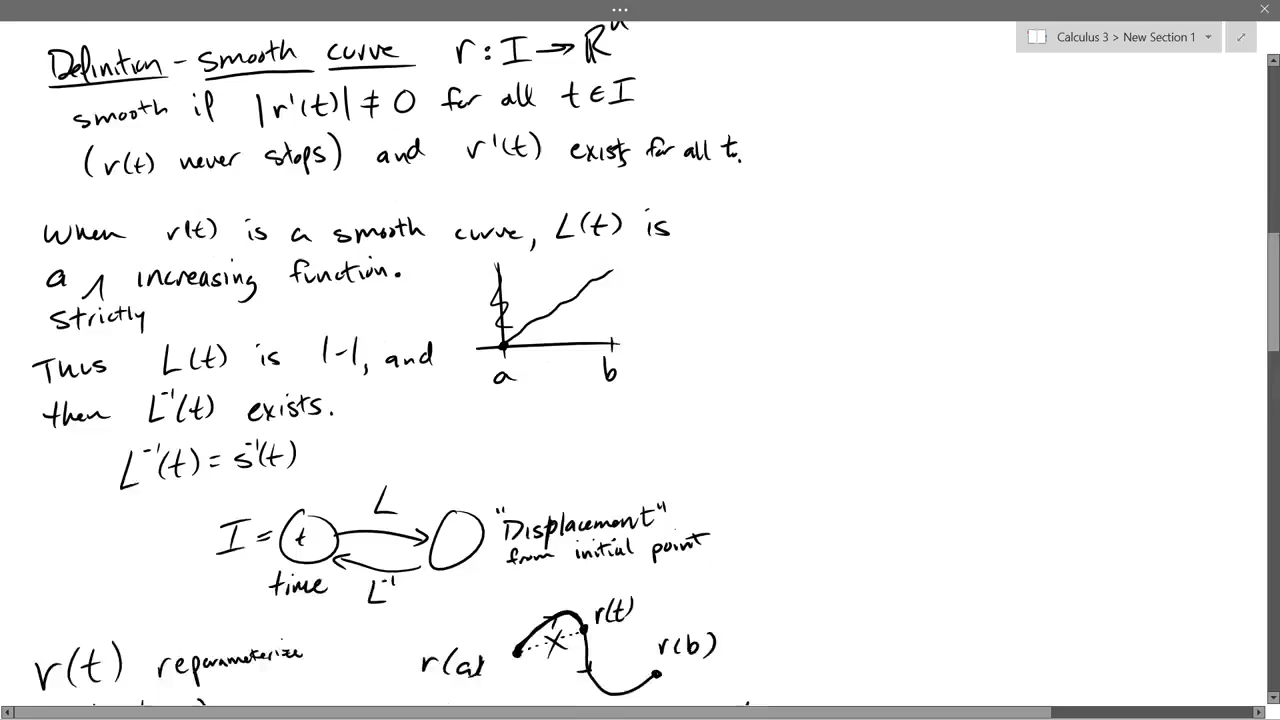 Calculus 3 > New Section 1
Definition - smooth curve r : I → ℝⁿ
smooth if |r'(t)| ≠ 0 for all t ∈ I
(r(t) never stops) and r'(t) exists for all t.
When r(t) is a smooth curve, L(t) is
a increasing function.
strictly
Thus L(t) is 1-1, and
a b
then L⁻¹(t) exists.
L⁻¹(t) = s⁻¹(t)
L
I = t "Displacement"
from initial point
time L⁻¹
r(t)
r(t) reparameterize r(a) r(b)